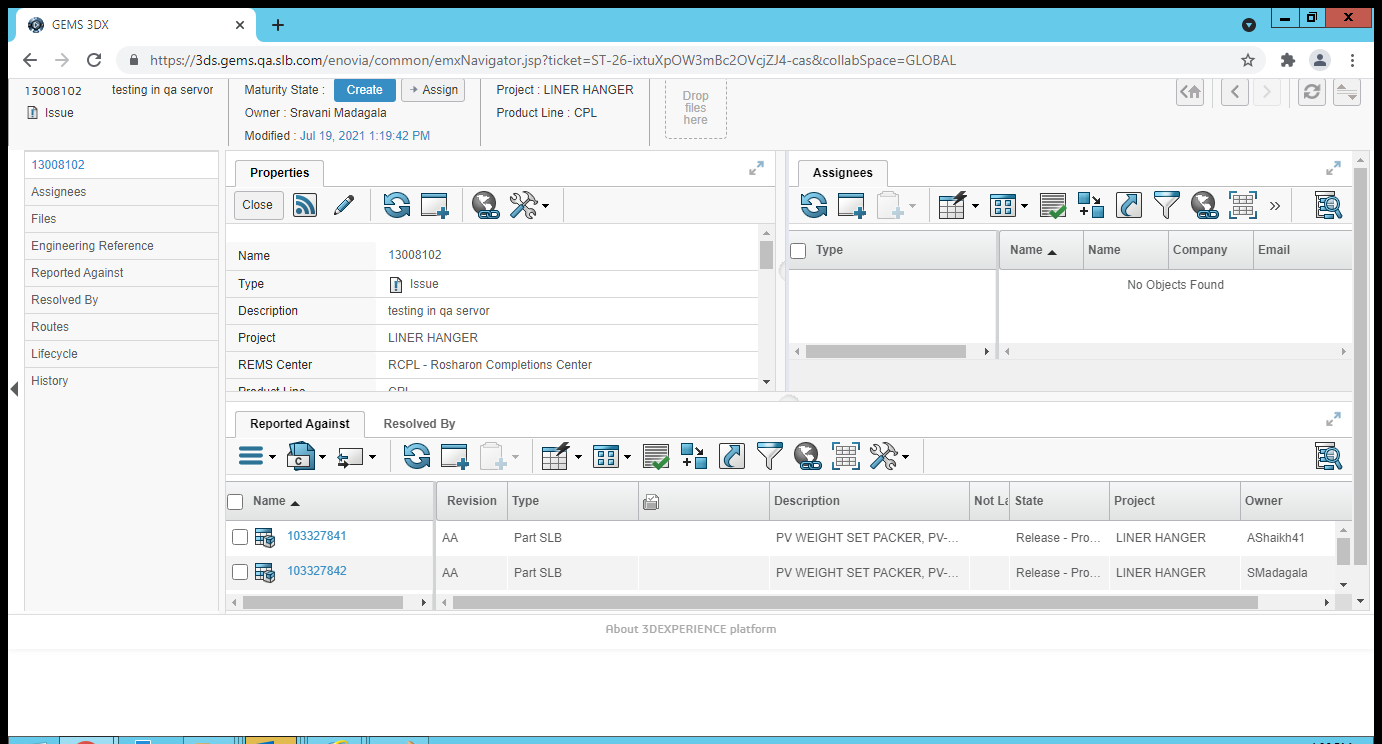 GEMS 3DX
https://3ds.gems.qa.slb.com/enovia/common/emxNavigator.jsp?ticket=ST-26-ixtuXpOW3mBc2OVcjZJ4-cas&collabSpace=GLOBAL
13008102 testing in qa servor
Issue
Maturity State : Create Assign
Owner : Sravani Madagala
Modified : Jul 19, 2021 1:19:42 PM
Project : LINER HANGER
Product Line : CPL
Drop
files
here
13008102
Assignees
Files
Engineering Reference
Reported Against
Resolved By
Routes
Lifecycle
History
Properties
Close
Name 13008102
Type Issue
Description testing in qa servor
Project LINER HANGER
REMS Center RCPL - Rosharon Completions Center
Product Line CPL
Assignees
Type Name Name Company Email
No Objects Found
Reported Against Resolved By
C
Name Revision Type Description Not La State Project Owner
103327841 AA Part SLB PV WEIGHT SET PACKER, PV-... Release - Pro... LINER HANGER AShaikh41
103327842 AA Part SLB PV WEIGHT SET PACKER, PV-... Release - Pro... LINER HANGER SMadagala
About 3DEXPERIENCE platform